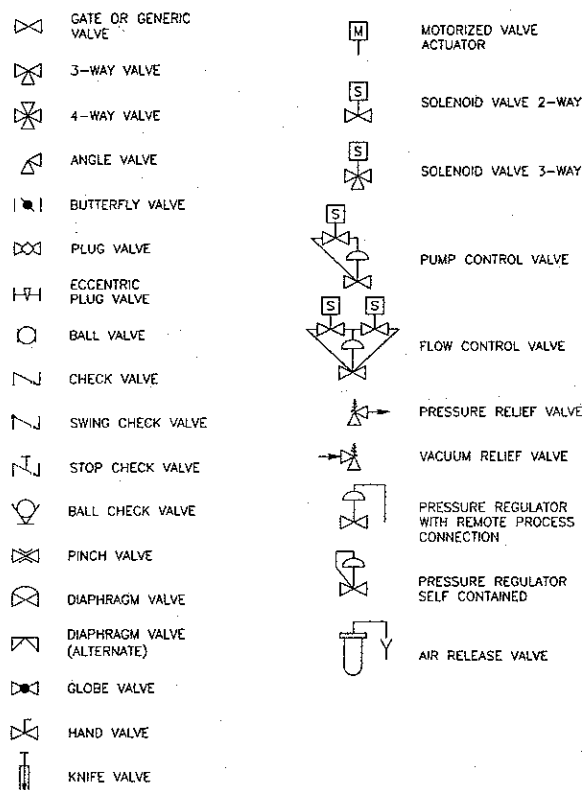 GATE OR GENERIC
VALVE
3-WAY VALVE
4-WAY VALVE
ANGLE VALVE
BUTTERFLY VALVE
PLUG VALVE
ECCENTRIC
PLUG VALVE
BALL VALVE
CHECK VALVE
SWING CHECK VALVE
STOP CHECK VALVE
BALL CHECK VALVE
PINCH VALVE
DIAPHRAGM VALVE
DIAPHRAGM VALVE
(ALTERNATE)
GLOBE VALVE
HAND VALVE
KNIFE VALVE
M
MOTORIZED VALVE
ACTUATOR
S
SOLENOID VALVE 2-WAY
S
SOLENOID VALVE 3-WAY
S
PUMP CONTROL VALVE
S S
FLOW CONTROL VALVE
PRESSURE RELIEF VALVE
VACUUM RELIEF VALVE
PRESSURE REGULATOR
WITH REMOTE PROCESS
CONNECTION
PRESSURE REGULATOR
SELF CONTAINED
AIR RELEASE VALVE